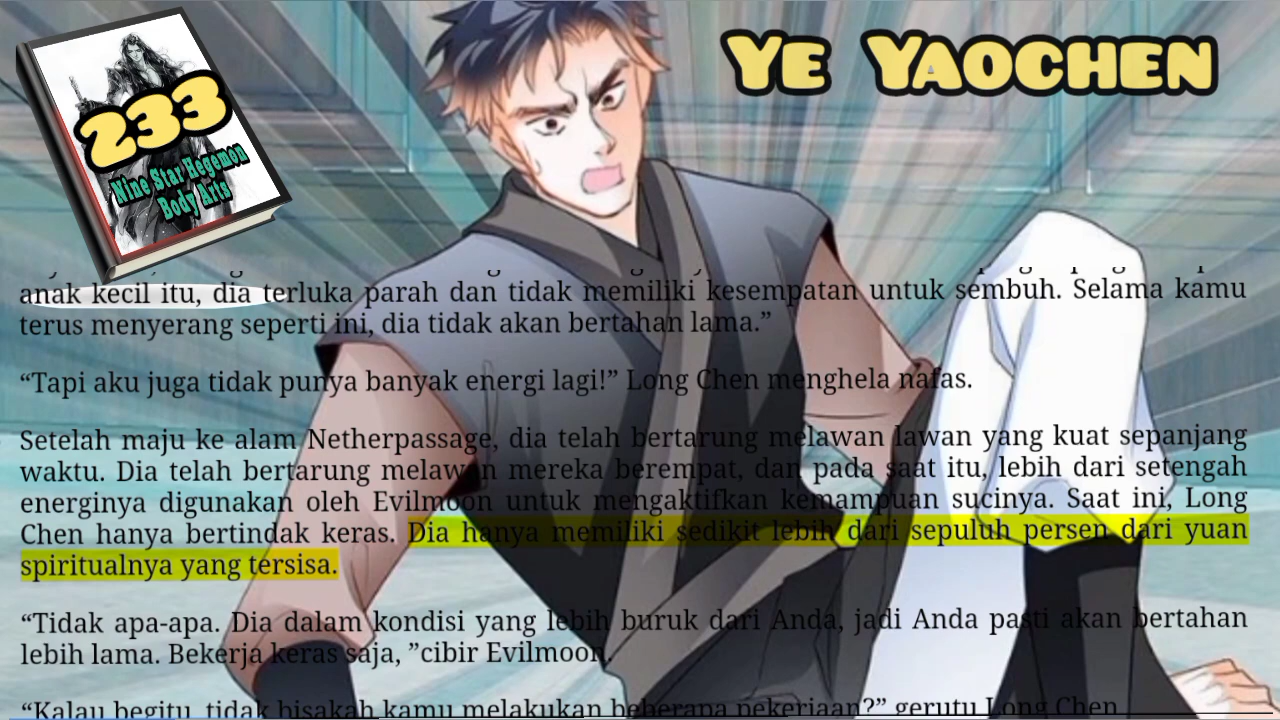 YE YAOCHEN
233
Nine Star Hegemon
Body Arts
anak kecil itu, dia terluka parah dan tidak memiliki kesempatan untuk sembuh. Selama kamu
terus menyerang seperti ini, dia tidak akan bertahan lama.”
“Tapi aku juga tidak punya banyak energi lagi!” Long Chen menghela nafas.
Setelah maju ke alam Netherpassage, dia telah bertarung melawan lawan yang kuat sepanjang
waktu. Dia telah bertarung melawan mereka berempat, dan pada saat itu, lebih dari setengah
energinya digunakan oleh Evilmoon untuk mengaktifkan kemampuan sucinya. Saat ini, Long
Chen hanya bertindak keras. Dia hanya memiliki sedikit lebih dari sepuluh persen dari yuan
spiritualnya yang tersisa.
“Tidak apa-apa. Dia dalam kondisi yang lebih buruk dari Anda, jadi Anda pasti akan bertahan
lebih lama. Bekerja keras saja, ”cibir Evilmoon.
“Kalau begitu, tidak bisakah kamu melakukan beberapa pekerjaan?” gerutu Long Chen